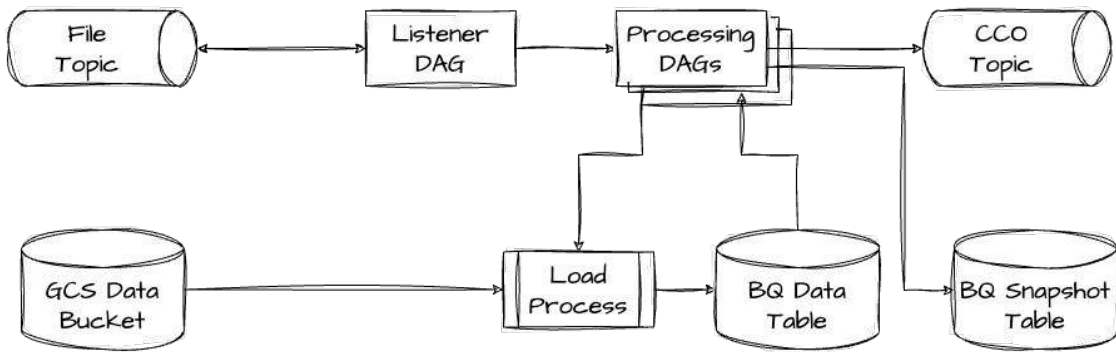 File
Topic
Listener
DAG
Processing
DAGs
CCO
Topic
GCS Data
Bucket
Load
Process
BQ Data
Table
BQ Snapshot
Table